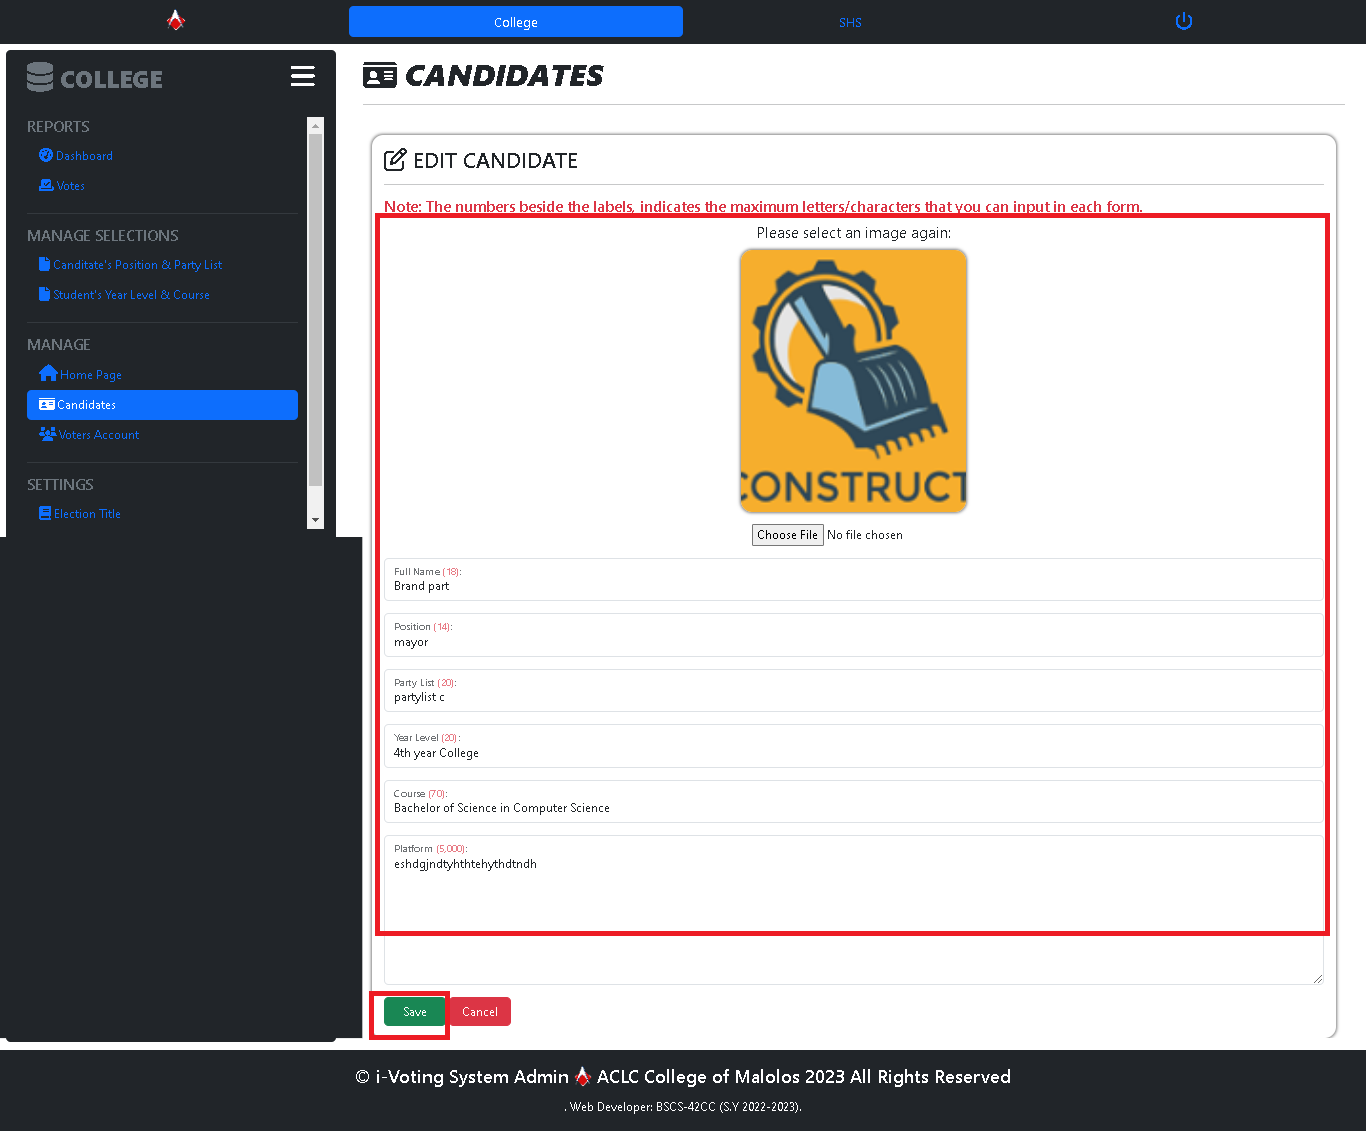 College
SHS
COLLEGE
REPORTS
Dashboard
Votes
MANAGE SELECTIONS
Canditate's Position & Party List
Student's Year Level & Course
MANAGE
Home Page
Candidates
Voters Account
SETTINGS
Election Title
CANDIDATES
EDIT CANDIDATE
Note: The numbers beside the labels, indicates the maximum letters/characters that you can input in each form.
Please select an image again:
CONSTRUCT
Choose File No file chosen
Full Name (18):
Brand part
Position (14):
mayor
Party List (20):
partylist c
Year Level (20):
4th year College
Course (70):
Bachelor of Science in Computer Science
Platform (5,000):
eshdgjndtyhthtehythdtndh
Save Cancel
© i-Voting System Admin ACLC College of Malolos 2023 All Rights Reserved
. Web Developer: BSCS-42CC (S.Y 2022-2023).